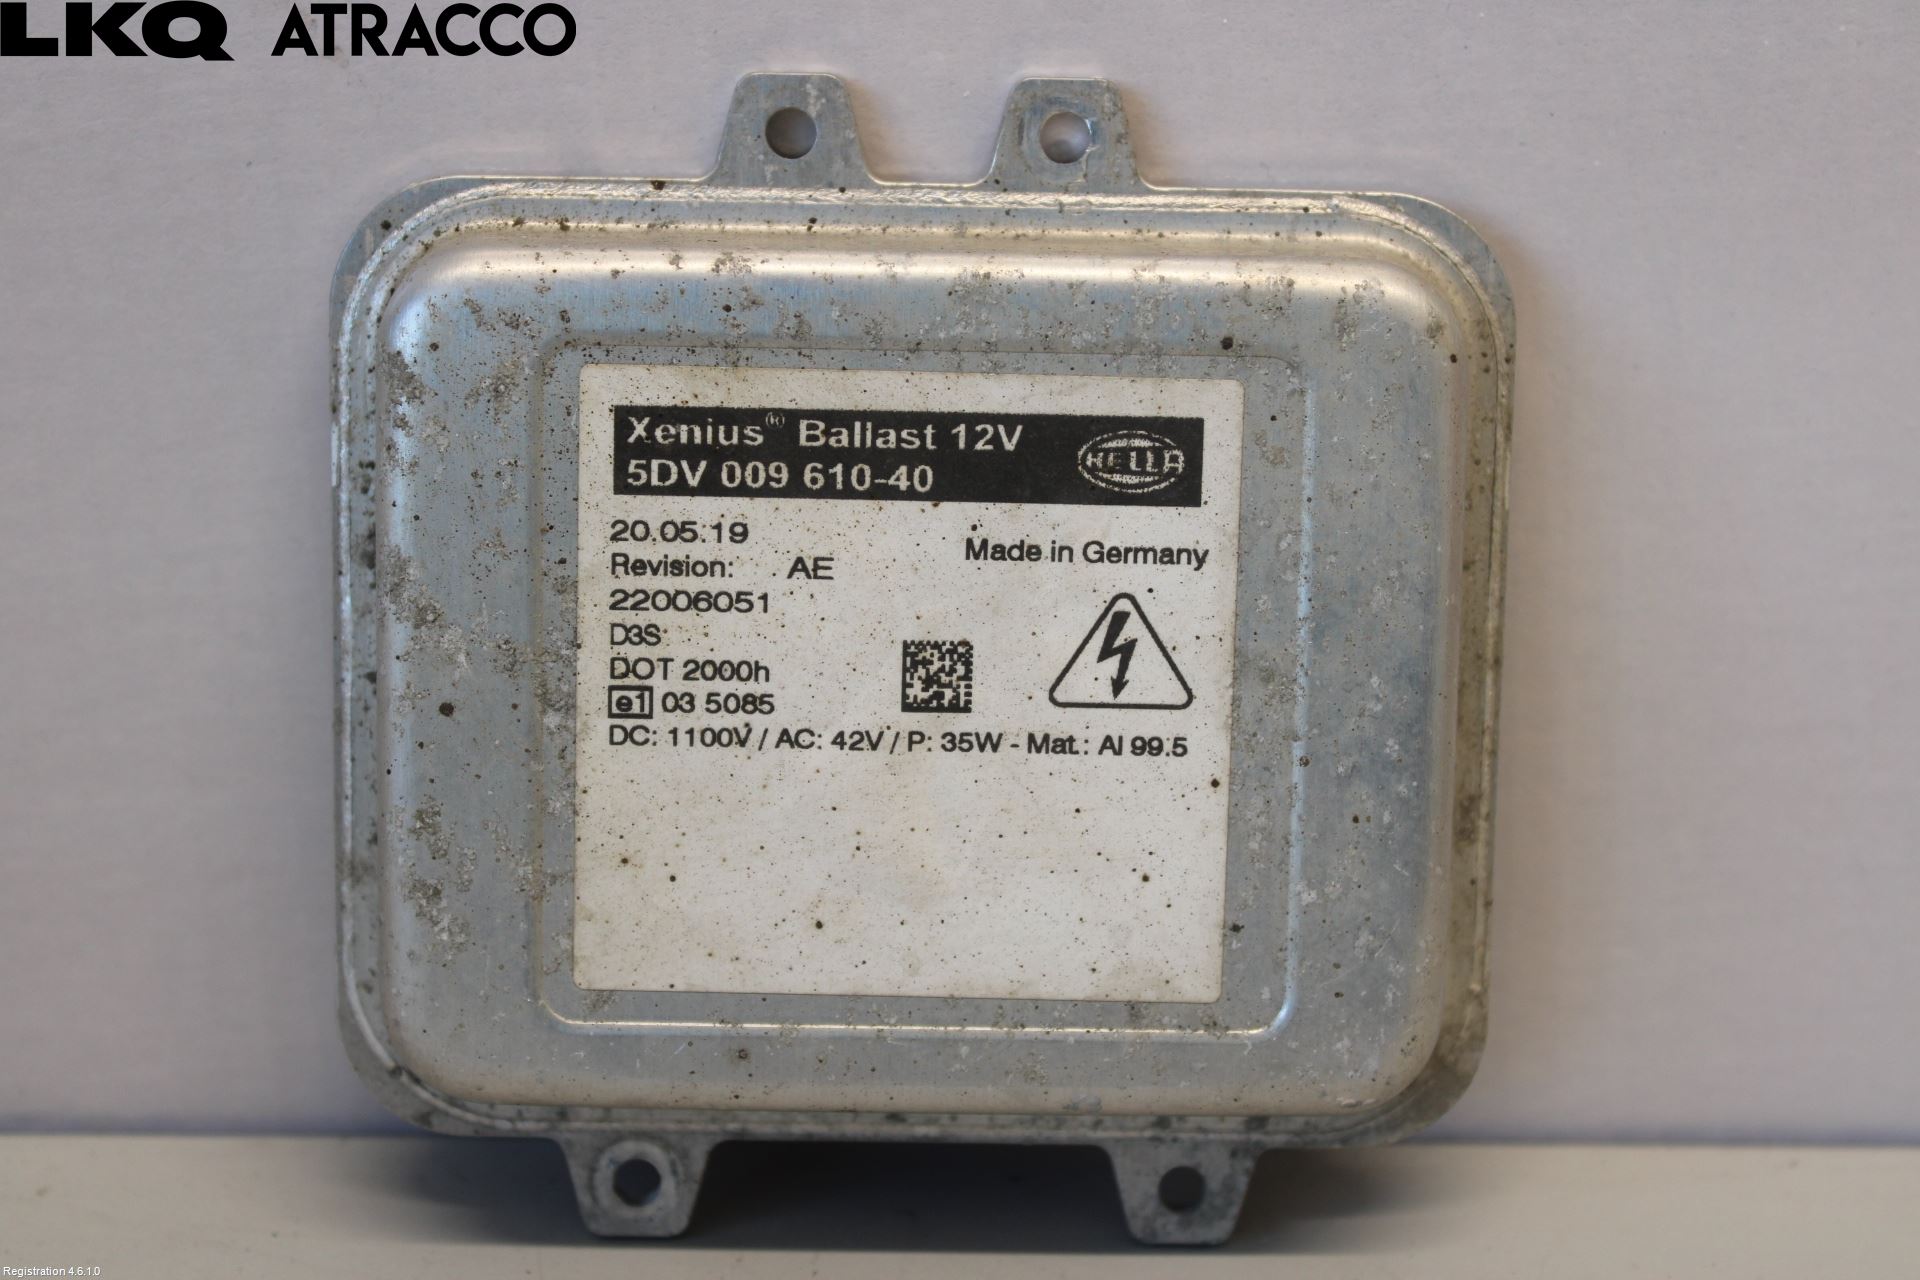 LKQ ATRACCO
Xenius® Ballast 12V
5DV 009 610-40
HELLA
20.05.19
Made in Germany
Revision: AE
22006051
D3S
DOT 2000h
e1 03 5085
DC: 1100V / AC: 42V / P: 35W - Mat.: Al 99.5
Registration 4.6.1.0